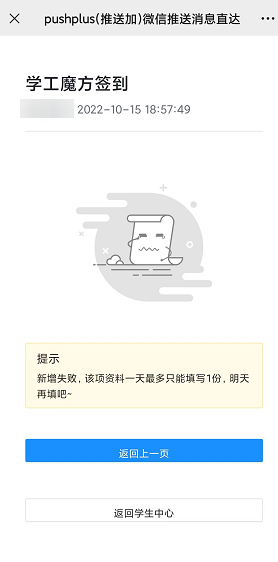 pushplus(推送加)微信推送消息直达
学工魔方签到
2022-10-15 18:57:49
提示
新增失败, 该项资料一天最多只能填写1份, 明天
再填吧~
返回上一页
返回学生中心